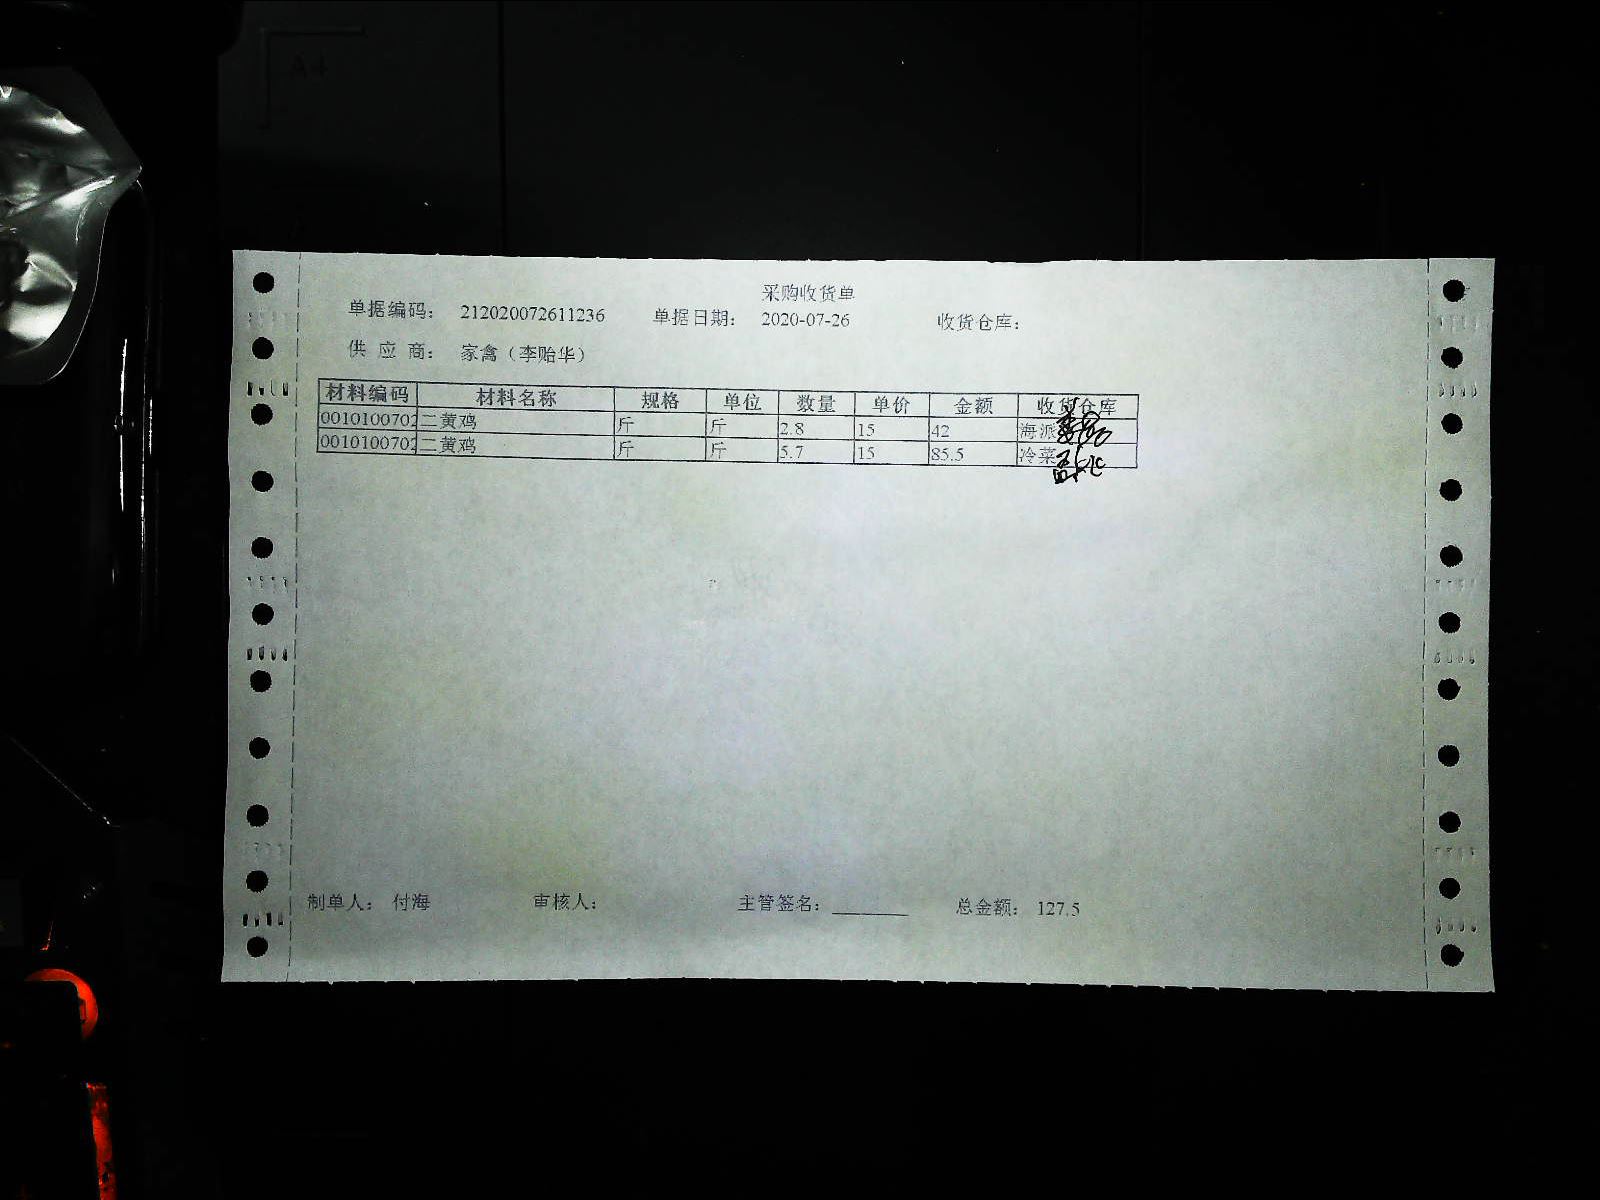 采购收货单
单据编码： 212020072611236 单据日期： 2020-07-26 收货仓库：
供 应 商： 家禽（李贻华）
材料编码 材料名称 规格 单位 数量 单价 金额 收货仓库
0010100702 二黄鸡 斤 斤 2.8 15 42 海派
0010100702 二黄鸡 斤 斤 5.7 15 85.5 冷菜
制单人： 付海 审核人： 主管签名： 总金额： 127.5